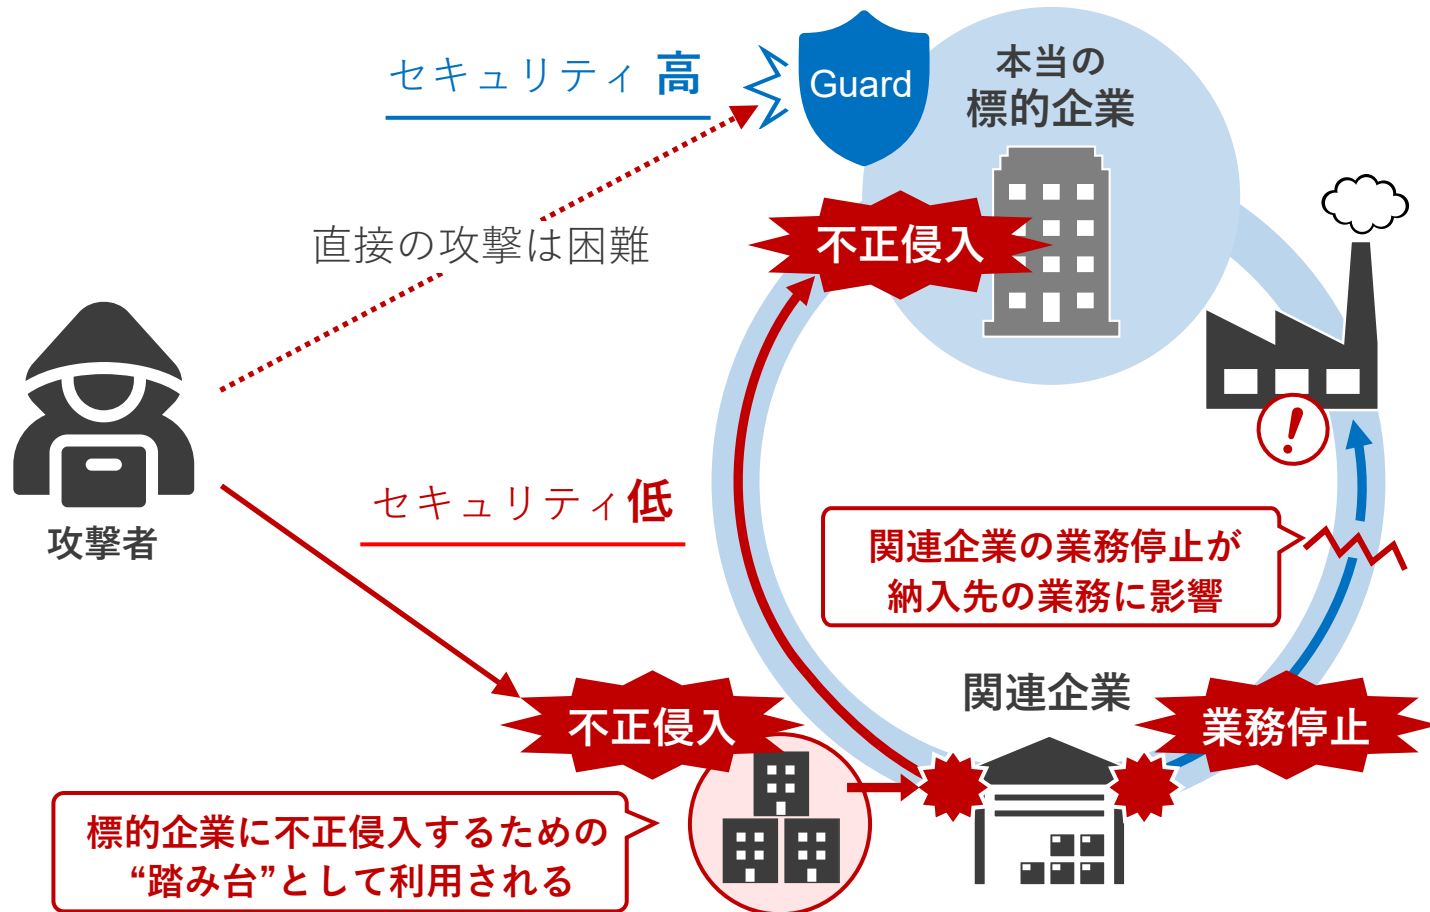 セキュリティ 高
Guard
本当の
標的企業
直接の攻撃は困難
不正侵入
攻撃者
セキュリティ低
関連企業の業務停止が
納入先の業務に影響
不正侵入
関連企業
業務停止
標的企業に不正侵入するための
“踏み台”として利用される